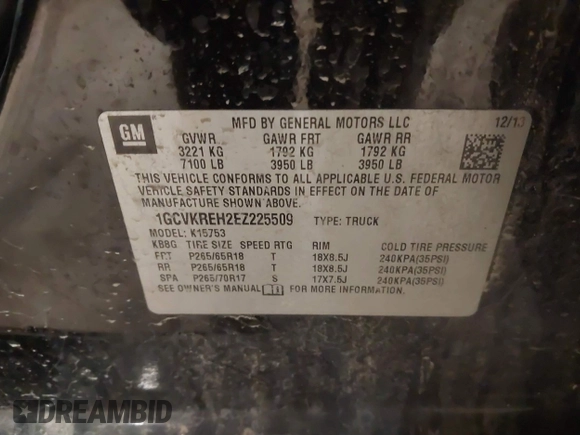 MFD BY GENERAL MOTORS LLC 12/13
GM
GVWR GAWR FRT GAWR RR
3221 KG 1792 KG 1792 KG
7100 LB 3950 LB 3950 LB
THIS VEHICLE CONFORMS TO ALL APPLICABLE U.S. FEDERAL MOTOR
VEHICLE SAFETY STANDARDS IN EFFECT ON THE DATE OF
MANUFACTURE SHOWN ABOVE.
1GCVKREH2EZ225509 TYPE: TRUCK
MODEL: K15753
KBBG TIRE SIZE SPEED RTG RIM COLD TIRE PRESSURE
FRT P265/65R18 T 18X8.5J 240KPA(35PSI)
RR P265/65R18 T 18X8.5J 240KPA(35PSI)
SPA P265/70R17 S 17X7.5J 240KPA(35PSI)
SEE OWNER'S MANUAL FOR MORE INFORMATION.
DREAMBID